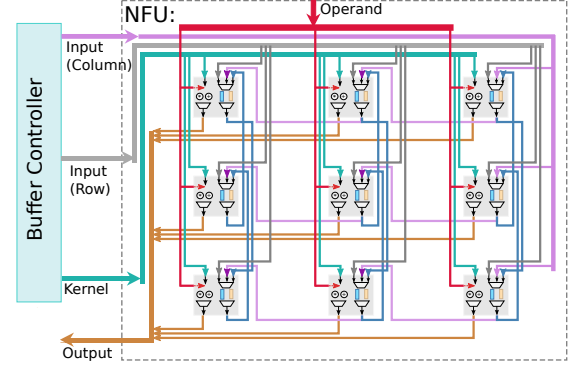 NFU:
Operand
Input
(Column)
Buffer Controller
Input
(Row)
Kernel
Output